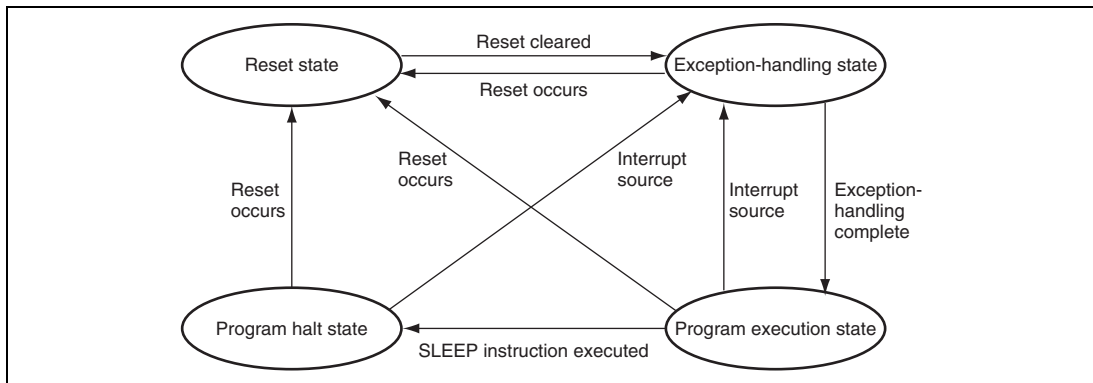 Reset cleared
Reset state
Exception-handling state
Reset occurs
Reset
occurs
Interrupt
source
Reset
occurs
Interrupt
source
Exception-
handling
complete
Program halt state
Program execution state
SLEEP instruction executed